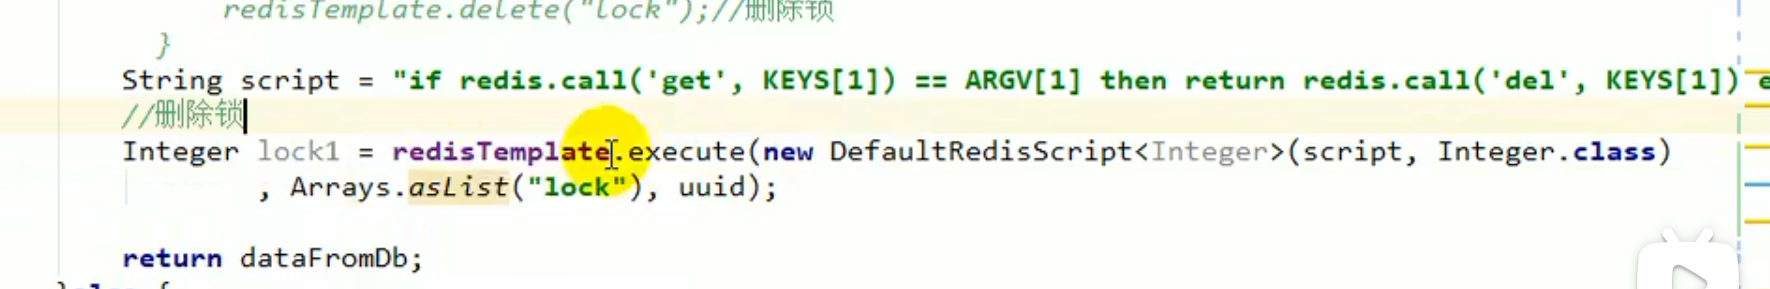 redisTemplate.delete("lock");//删除锁
}
String script = "if redis.call('get', KEYS[1]) == ARGV[1] then return redis.call('del', KEYS[1]) e
//删除锁
Integer lock1 = redisTemplate.execute(new DefaultRedisScript<Integer>(script, Integer.class)
, Arrays.asList("lock"), uuid);
return dataFromDb;
}else {